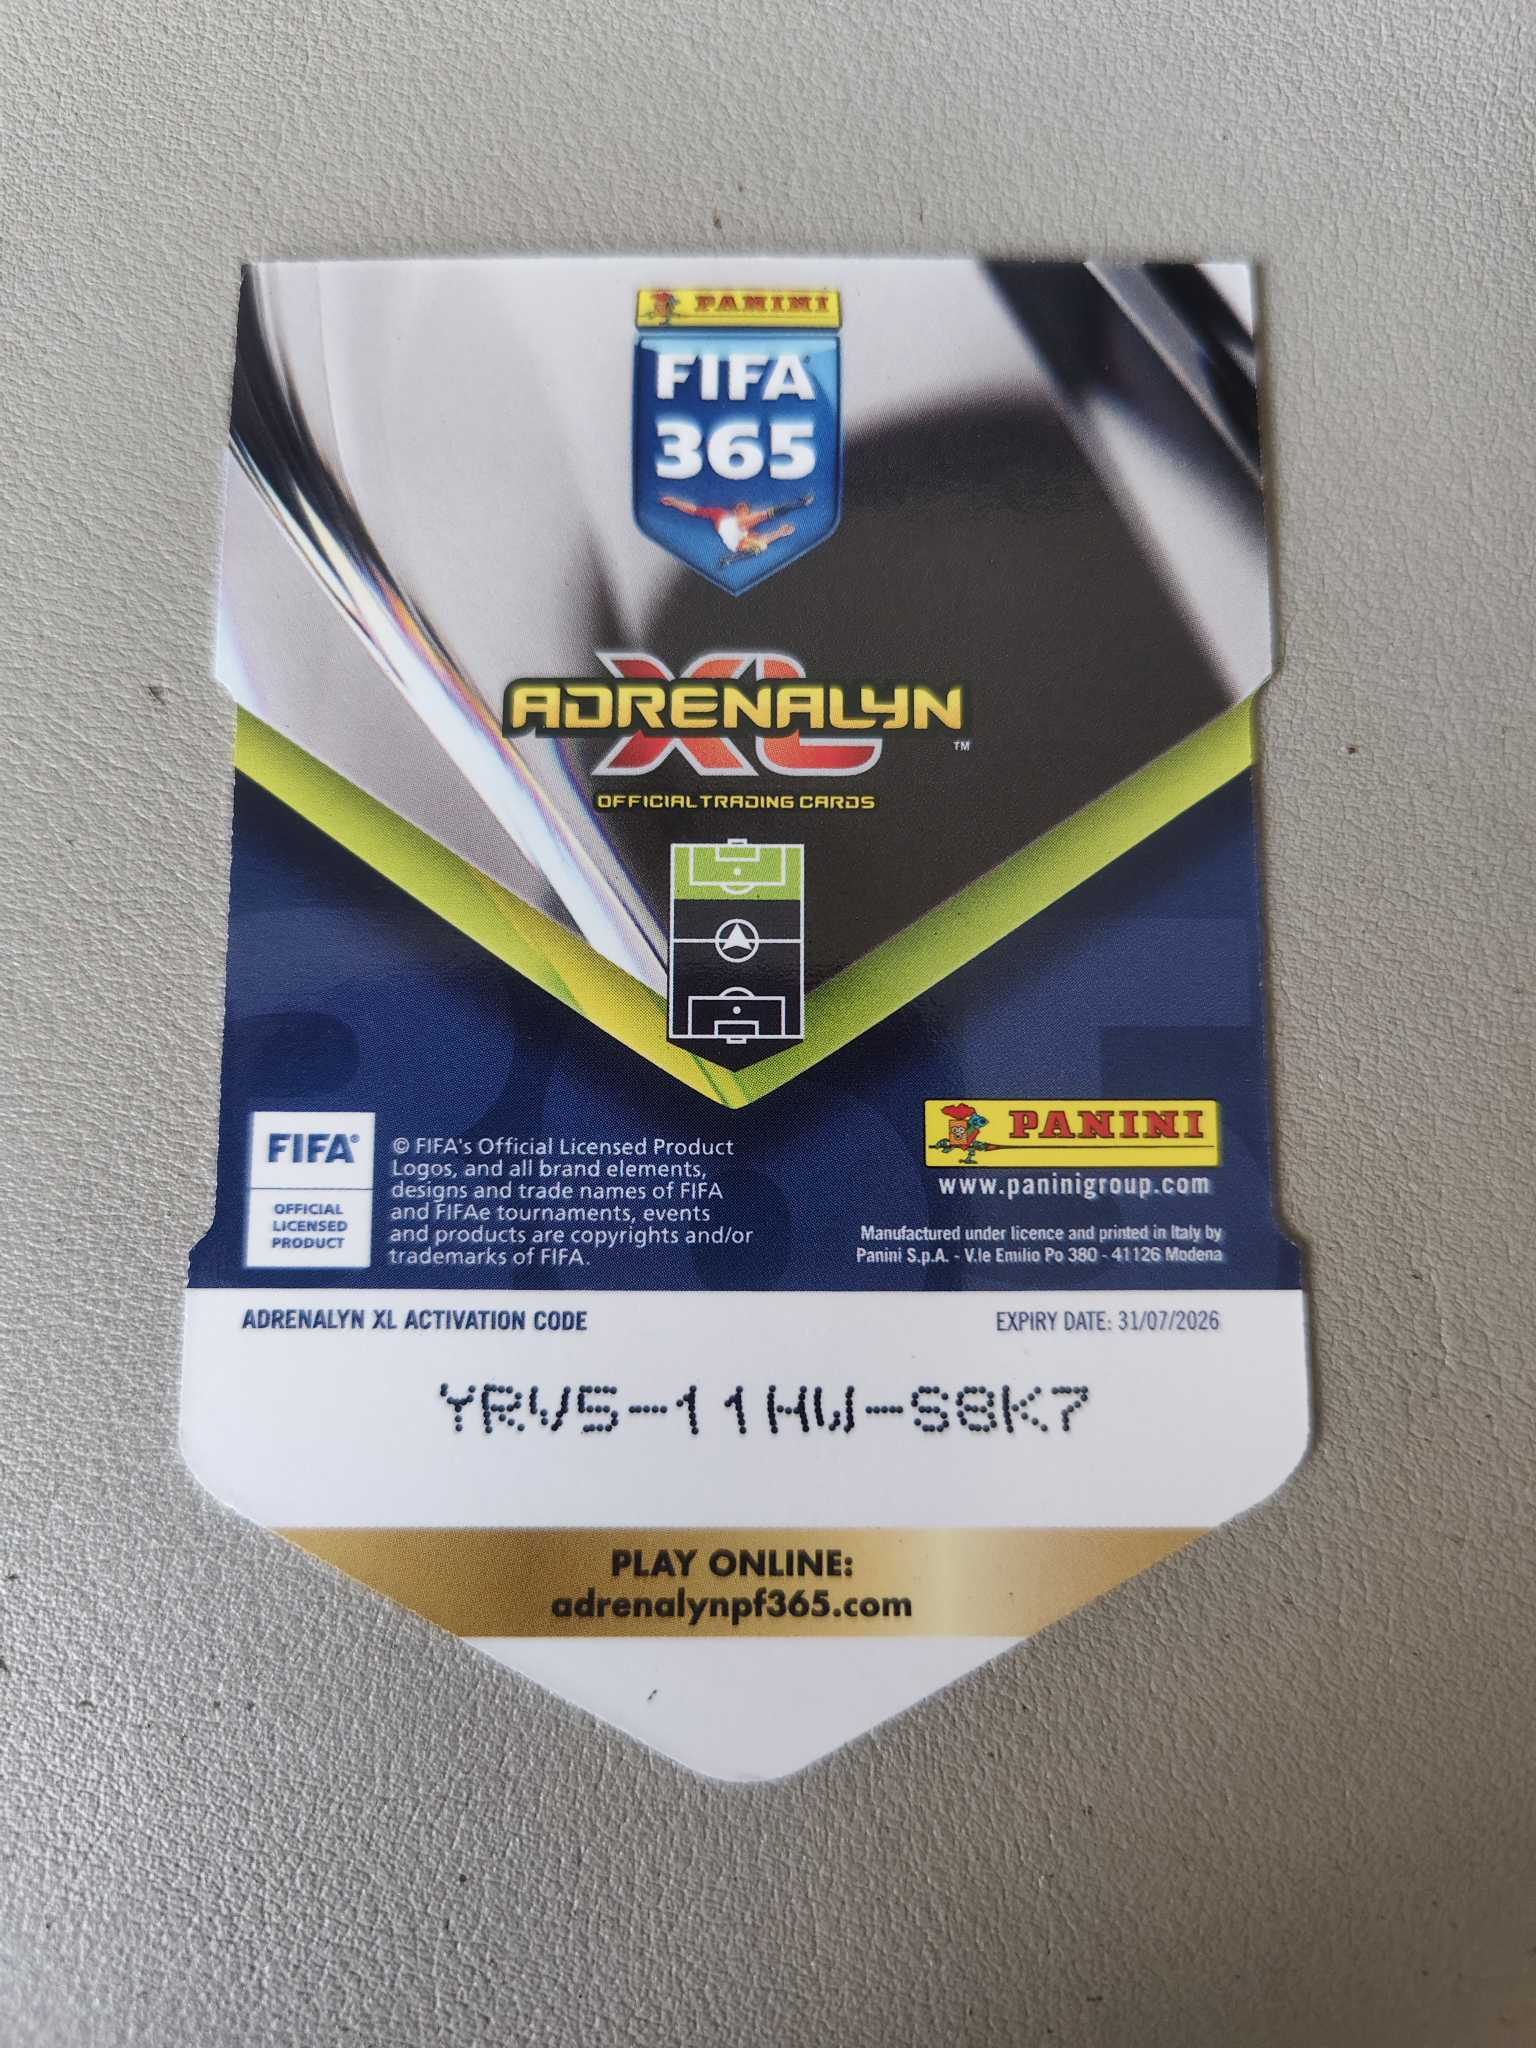 PANINI
FIFA
365
ADRENALYN
XL
™
OFFICIAL TRADING CARDS
FIFA®
OFFICIAL
LICENSED
PRODUCT
© FIFA's Official Licensed Product
Logos, and all brand elements,
designs and trade names of FIFA
and FIFAe tournaments, events
and products are copyrights and/or
trademarks of FIFA.
PANINI
www.paninigroup.com
Manufactured under licence and printed in Italy by
Panini S.p.A. - V.le Emilio Po 380 - 41126 Modena
ADRENALYN XL ACTIVATION CODE
EXPIRY DATE: 31/07/2026
YRV5-11HW-S8K7
PLAY ONLINE:
adrenalynpf365.com